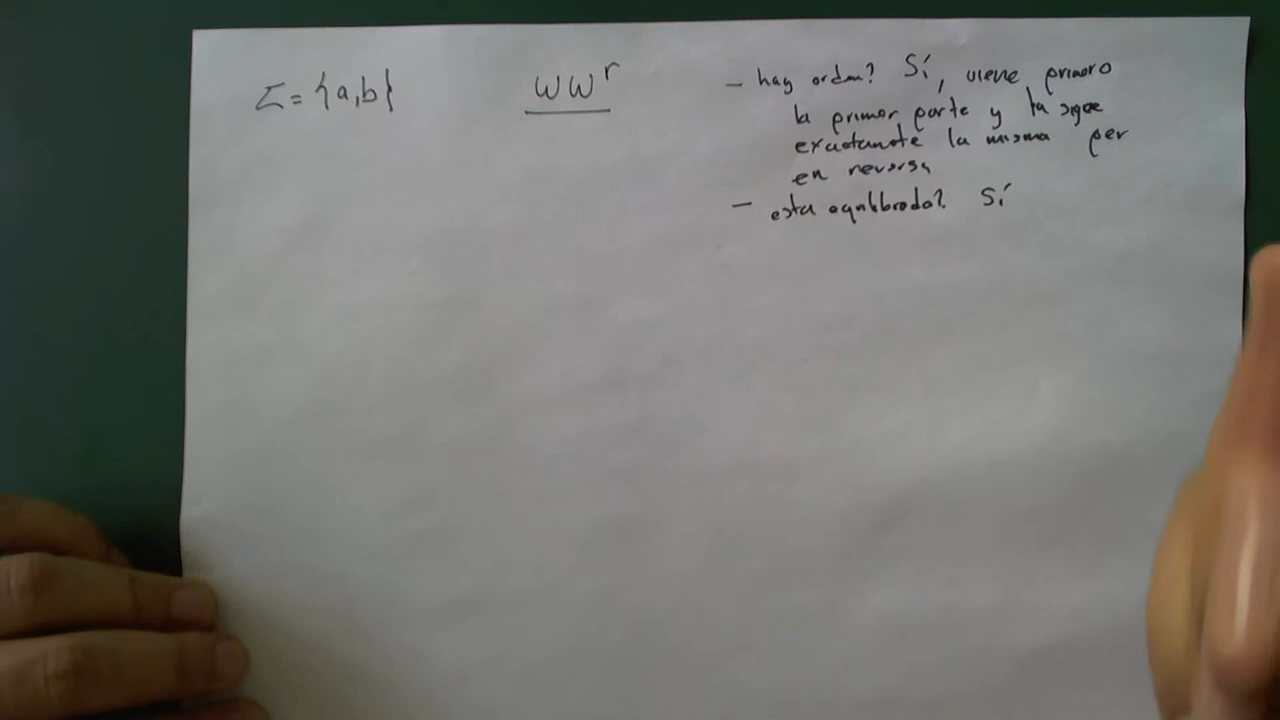 Σ = {a,b}
ww^r
- hay orden? Sí, viene primero
la primer parte y la sigue
exactamente la misma per
en reversa
- esta equilibrado? Sí